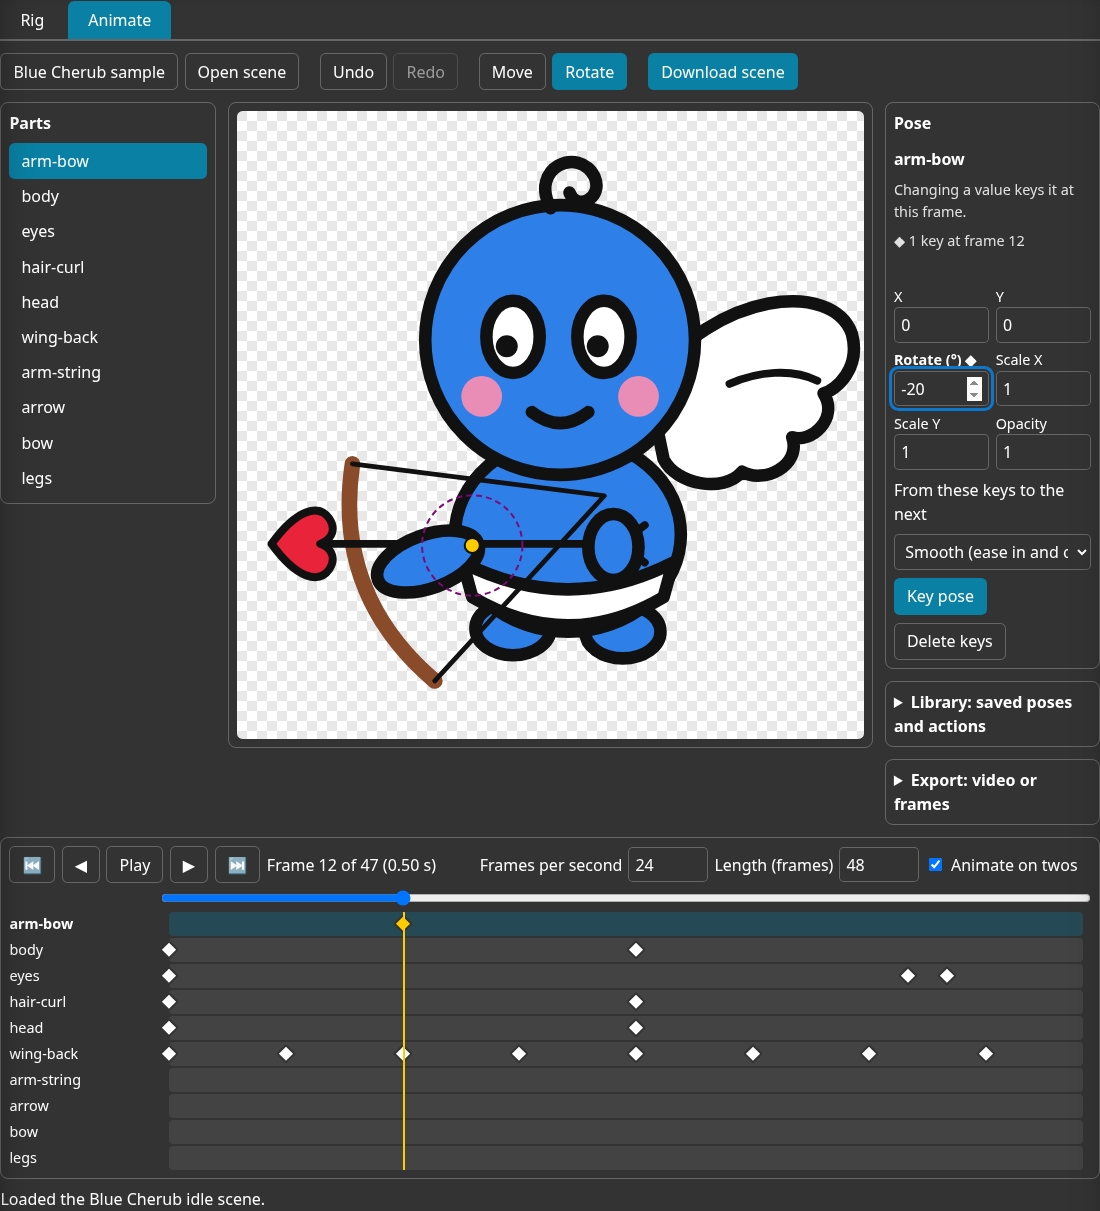 Rig Animate
Blue Cherub sample Open scene Undo Redo Move Rotate Download scene
Parts
arm-bow
body
eyes
hair-curl
head
wing-back
arm-string
arrow
bow
legs
Pose
arm-bow
Changing a value keys it at
this frame.
◆ 1 key at frame 12
X Y
0 0
Rotate (°) ◆ Scale X
-20 1
Scale Y Opacity
1 1
From these keys to the
next
Smooth (ease in and o
Key pose
Delete keys
▶ Library: saved poses
and actions
▶ Export: video or
frames
⏮ ◀ Play ▶ ⏭ Frame 12 of 47 (0.50 s) Frames per second 24 Length (frames) 48 Animate on twos
arm-bow
body
eyes
hair-curl
head
wing-back
arm-string
arrow
bow
legs
Loaded the Blue Cherub idle scene.